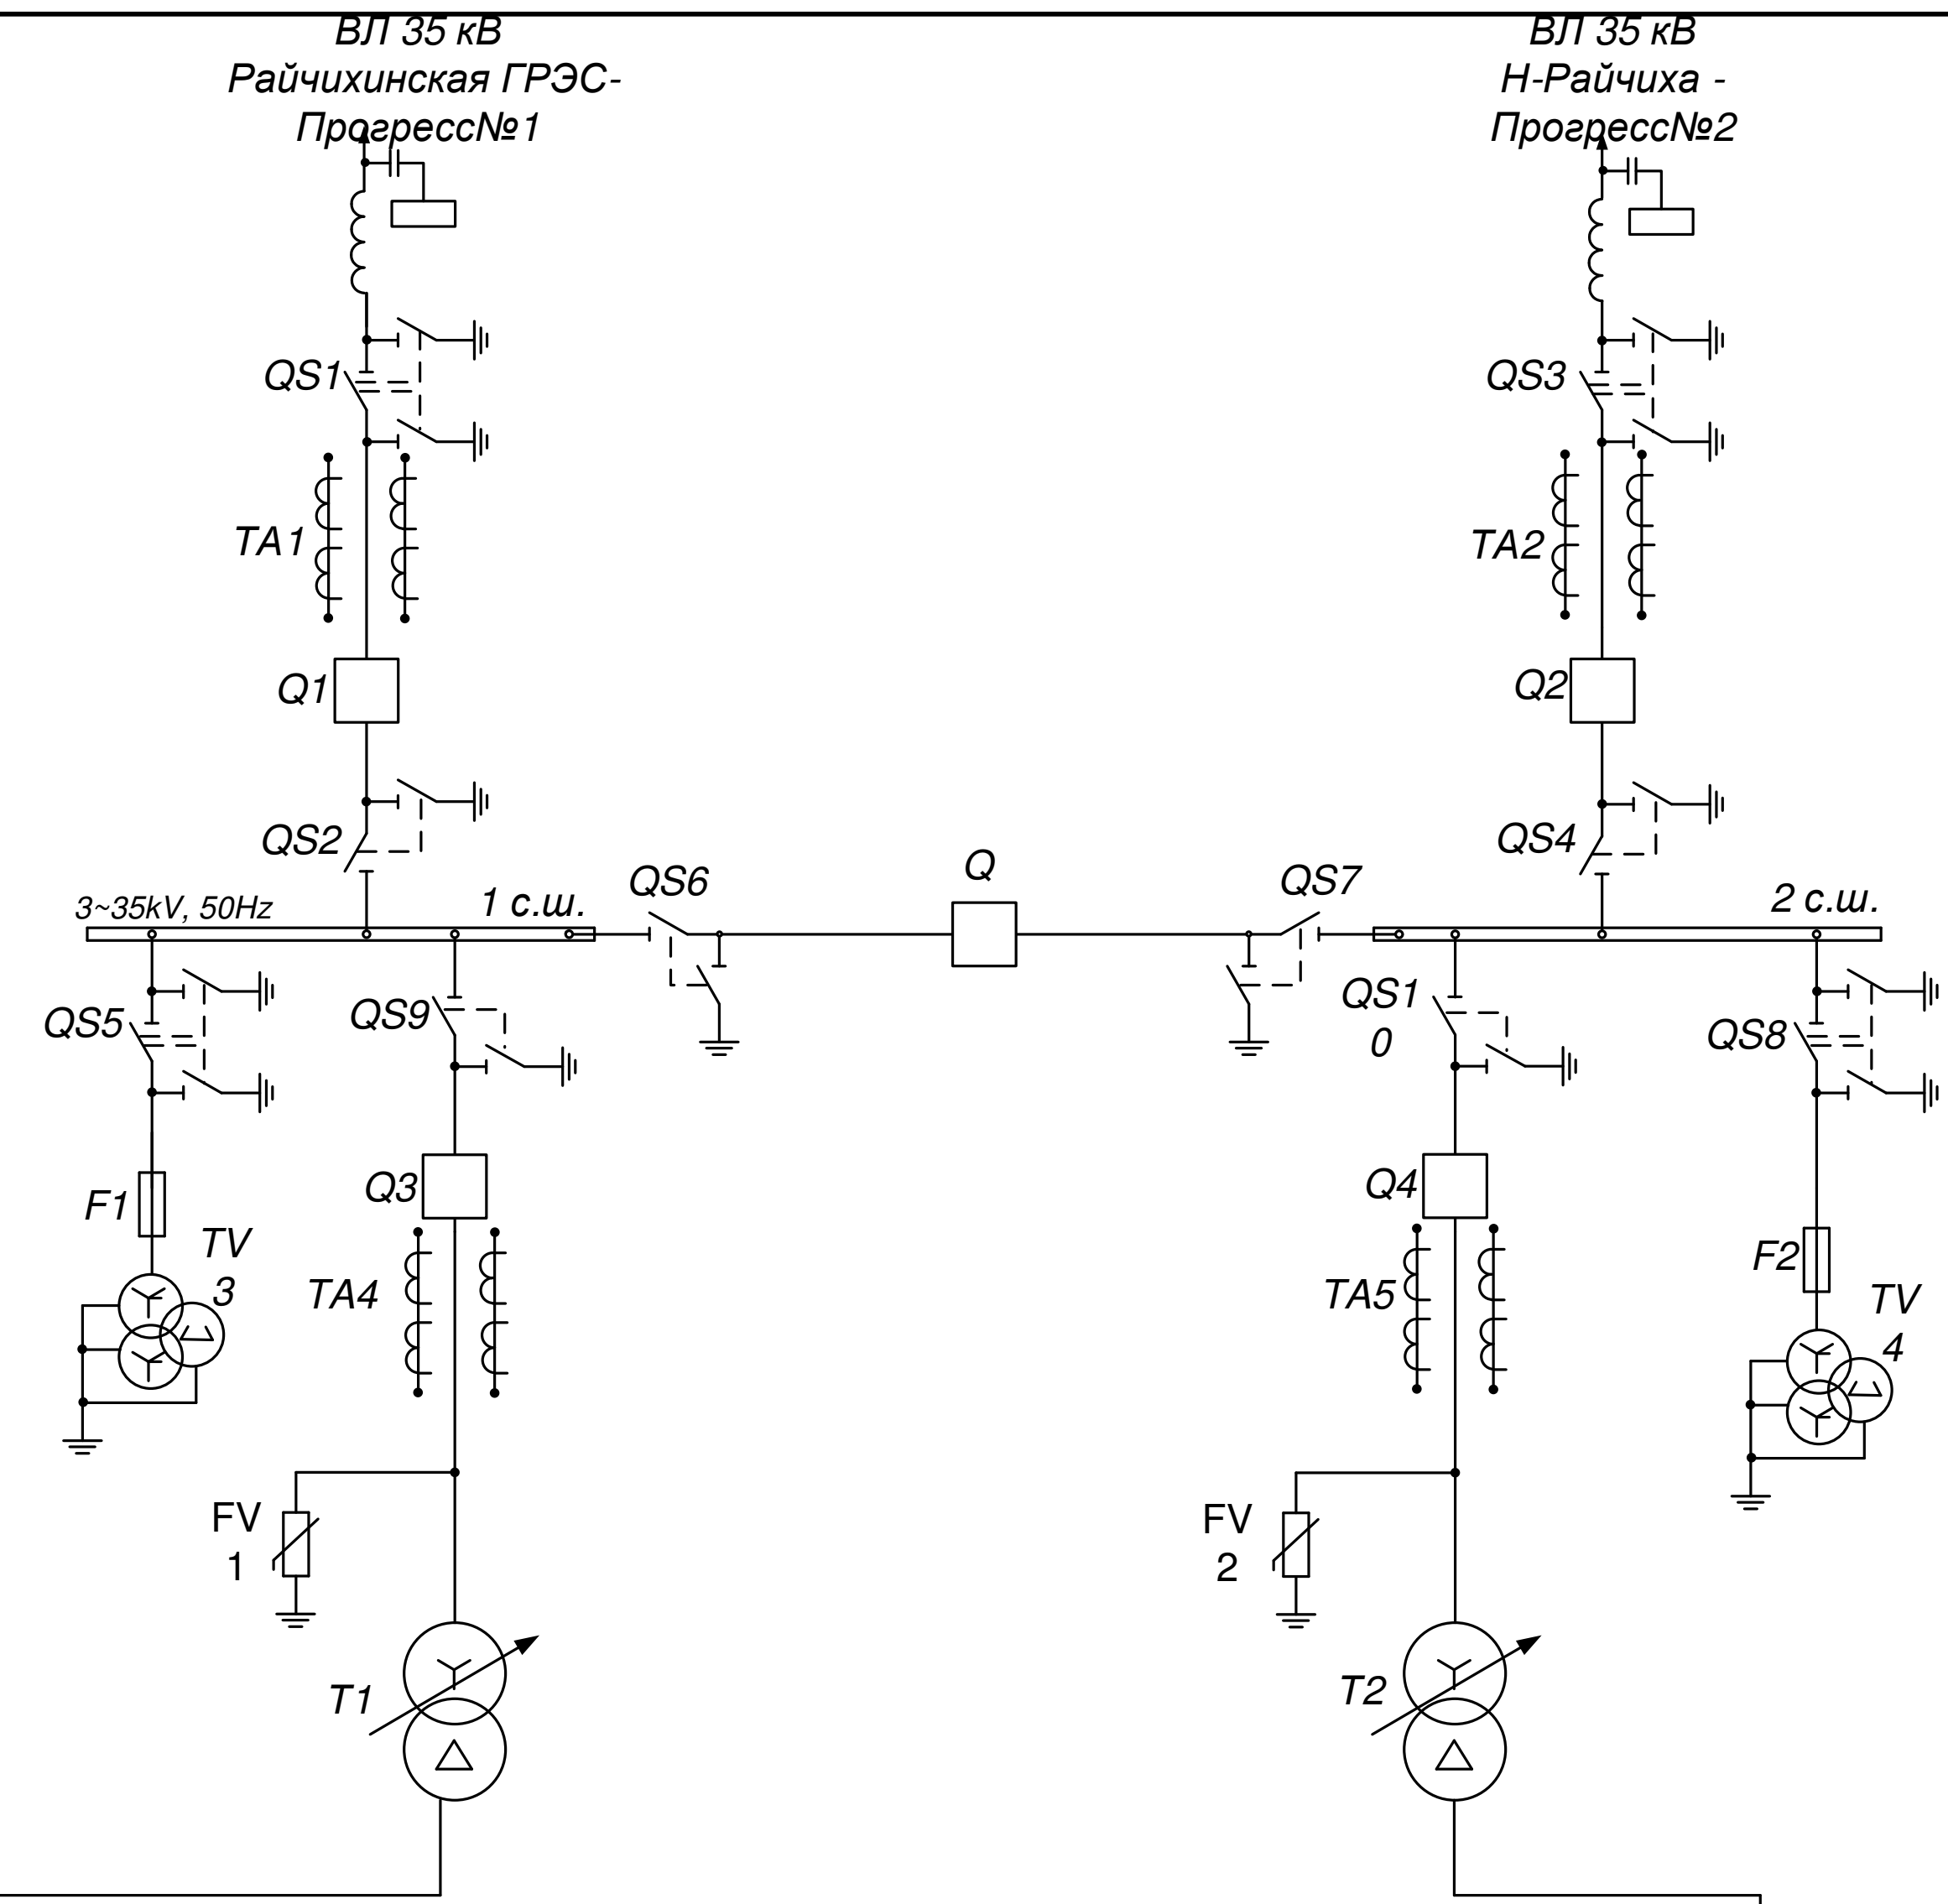 ВЛ 35 кВ
Райчихинская ГРЭС-
Прогресс№1
ВЛ 35 кВ
Н-Райчиха -
Прогресс№2
QS1
QS3
TA1
TA2
Q1
Q2
QS2
QS4
3~35kV, 50Hz
1 с.ш.
QS6
Q
QS7
2 с.ш.
QS5
QS9
QS1
0
QS8
F1
Q3
Q4
F2
TV
3
TA4
TA5
TV
4
FV
1
FV
2
T1
T2